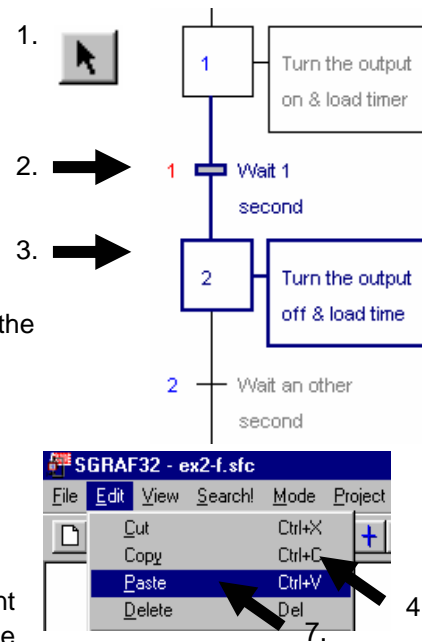 1.
1
Turn the output
on & load timer
2.
1
Wait 1
second
3.
2
Turn the output
off & load time
the
2
Wait an other
second
SGRAF32 - ex2-f.sfc
File Edit View Search! Mode Project
Cut Ctrl+X
Copy Ctrl+C
Paste Ctrl+V
Delete Del
nt
4
7.
e